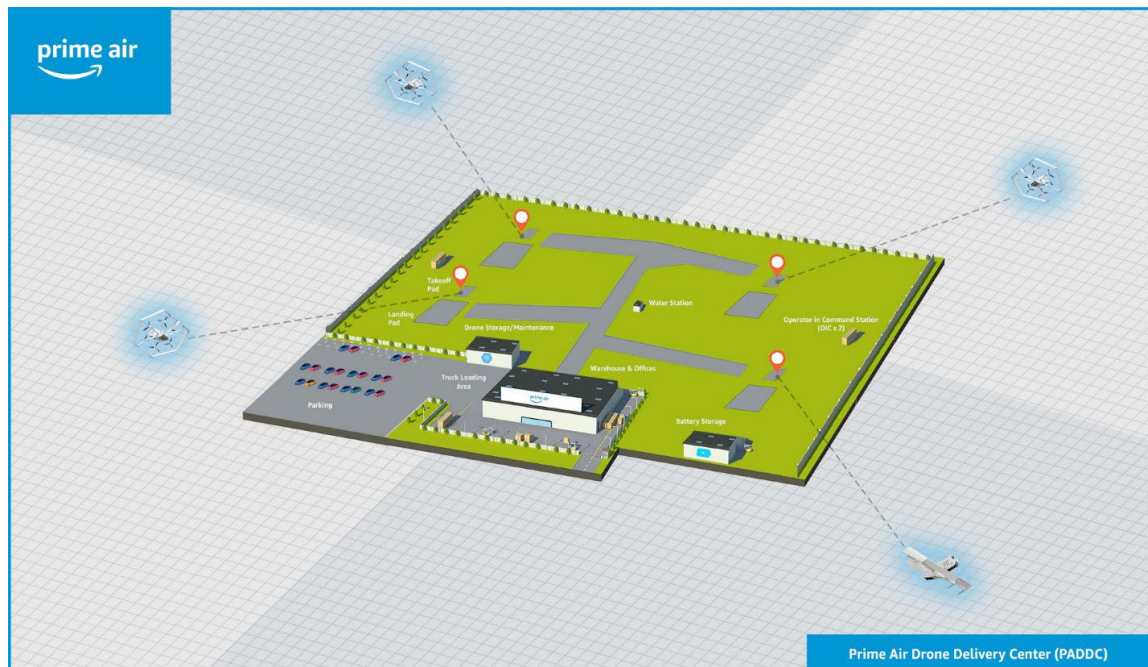 prime air
Takeoff
Pad
Landing
Pad
Water Station
Operator in Command Station
(OIC x 2)
Drone Storage/Maintenance
Truck Loading
Area
Warehouse & Offices
prime air
Parking
Battery Storage
Prime Air Drone Delivery Center (PADDC)